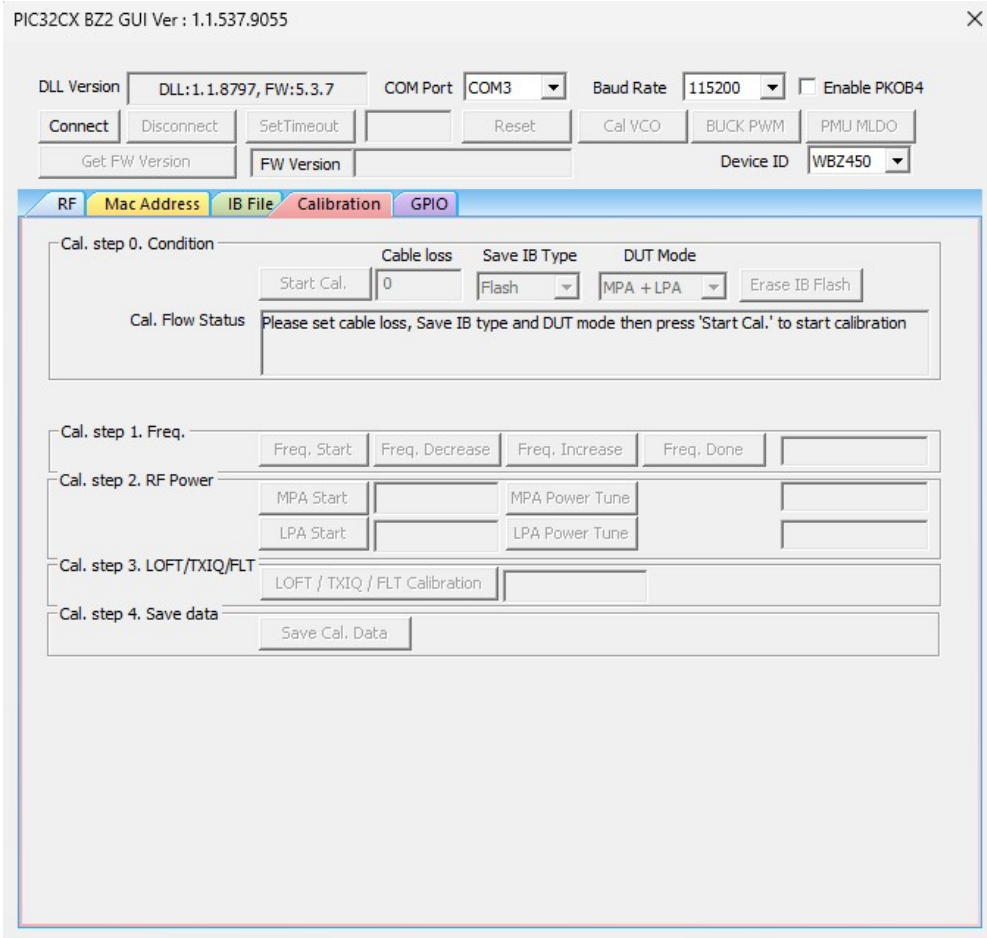 PIC32CX BZ2 GUI Ver : 1.1.537.9055
DLL Version DLL:1.1.8797, FW:5.3.7 COM Port COM3 Baud Rate 115200 Enable PKOB4
Connect Disconnect SetTimeout Reset Cal VCO BUCK PWM PMU MLDO
Get FW Version FW Version Device ID WBZ450
RF Mac Address IB File Calibration GPIO
Cal. step 0. Condition
Cable loss Save IB Type DUT Mode
Start Cal. 0 Flash MPA + LPA Erase IB Flash
Cal. Flow Status Please set cable loss, Save IB type and DUT mode then press 'Start Cal.' to start calibration
Cal. step 1. Freq.
Freq. Start Freq. Decrease Freq. Increase Freq. Done
Cal. step 2. RF Power
MPA Start MPA Power Tune
LPA Start LPA Power Tune
Cal. step 3. LOFT/TXIQ/FLT
LOFT / TXIQ / FLT Calibration
Cal. step 4. Save data
Save Cal. Data